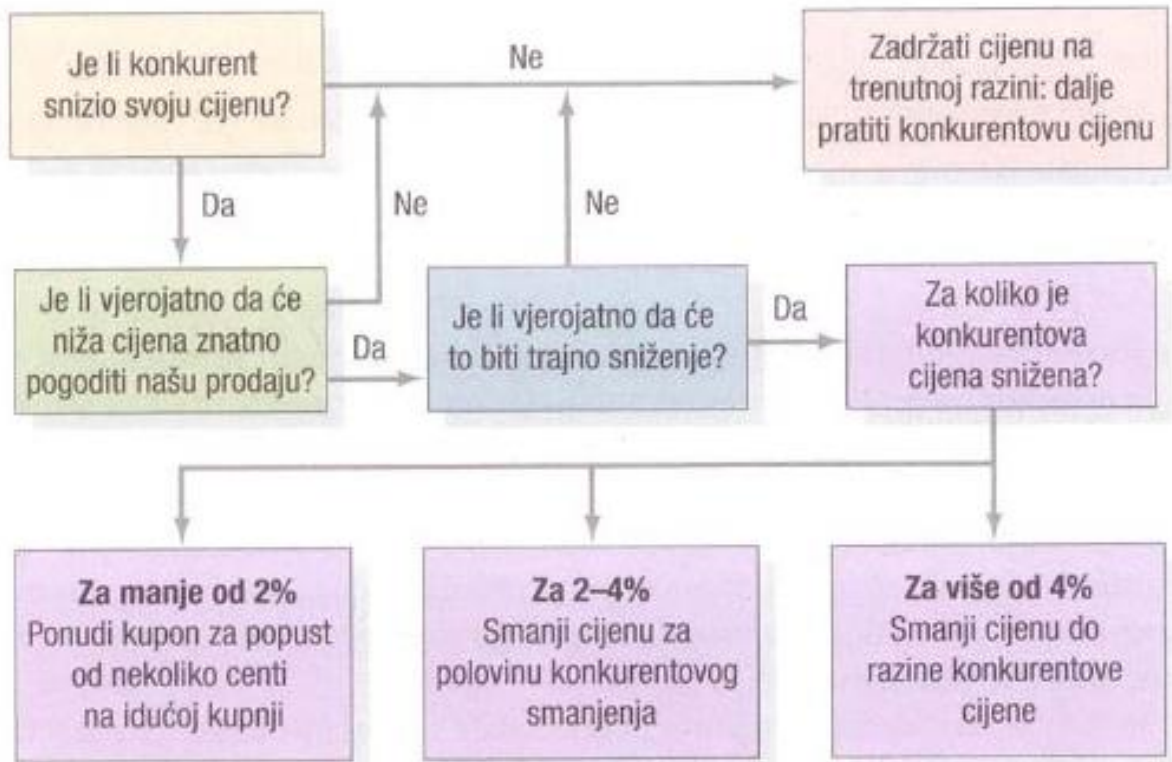 Je li konkurent
snizio svoju cijenu?
Ne
Zadržati cijenu na
trenutnoj razini: dalje
pratiti konkurentovu cijenu
Da
Ne
Ne
Je li vjerojatno da će
niža cijena znatno
pogoditi našu prodaju?
Da
Je li vjerojatno da će
to biti trajno sniženje?
Da
Za koliko je
konkurentova
cijena snižena?
Za manje od 2%
Ponudi kupon za popust
od nekoliko centi
na idućoj kupnji
Za 2–4%
Smanji cijenu za
polovinu konkurentovog
smanjenja
Za više od 4%
Smanji cijenu do
razine konkurentove
cijene